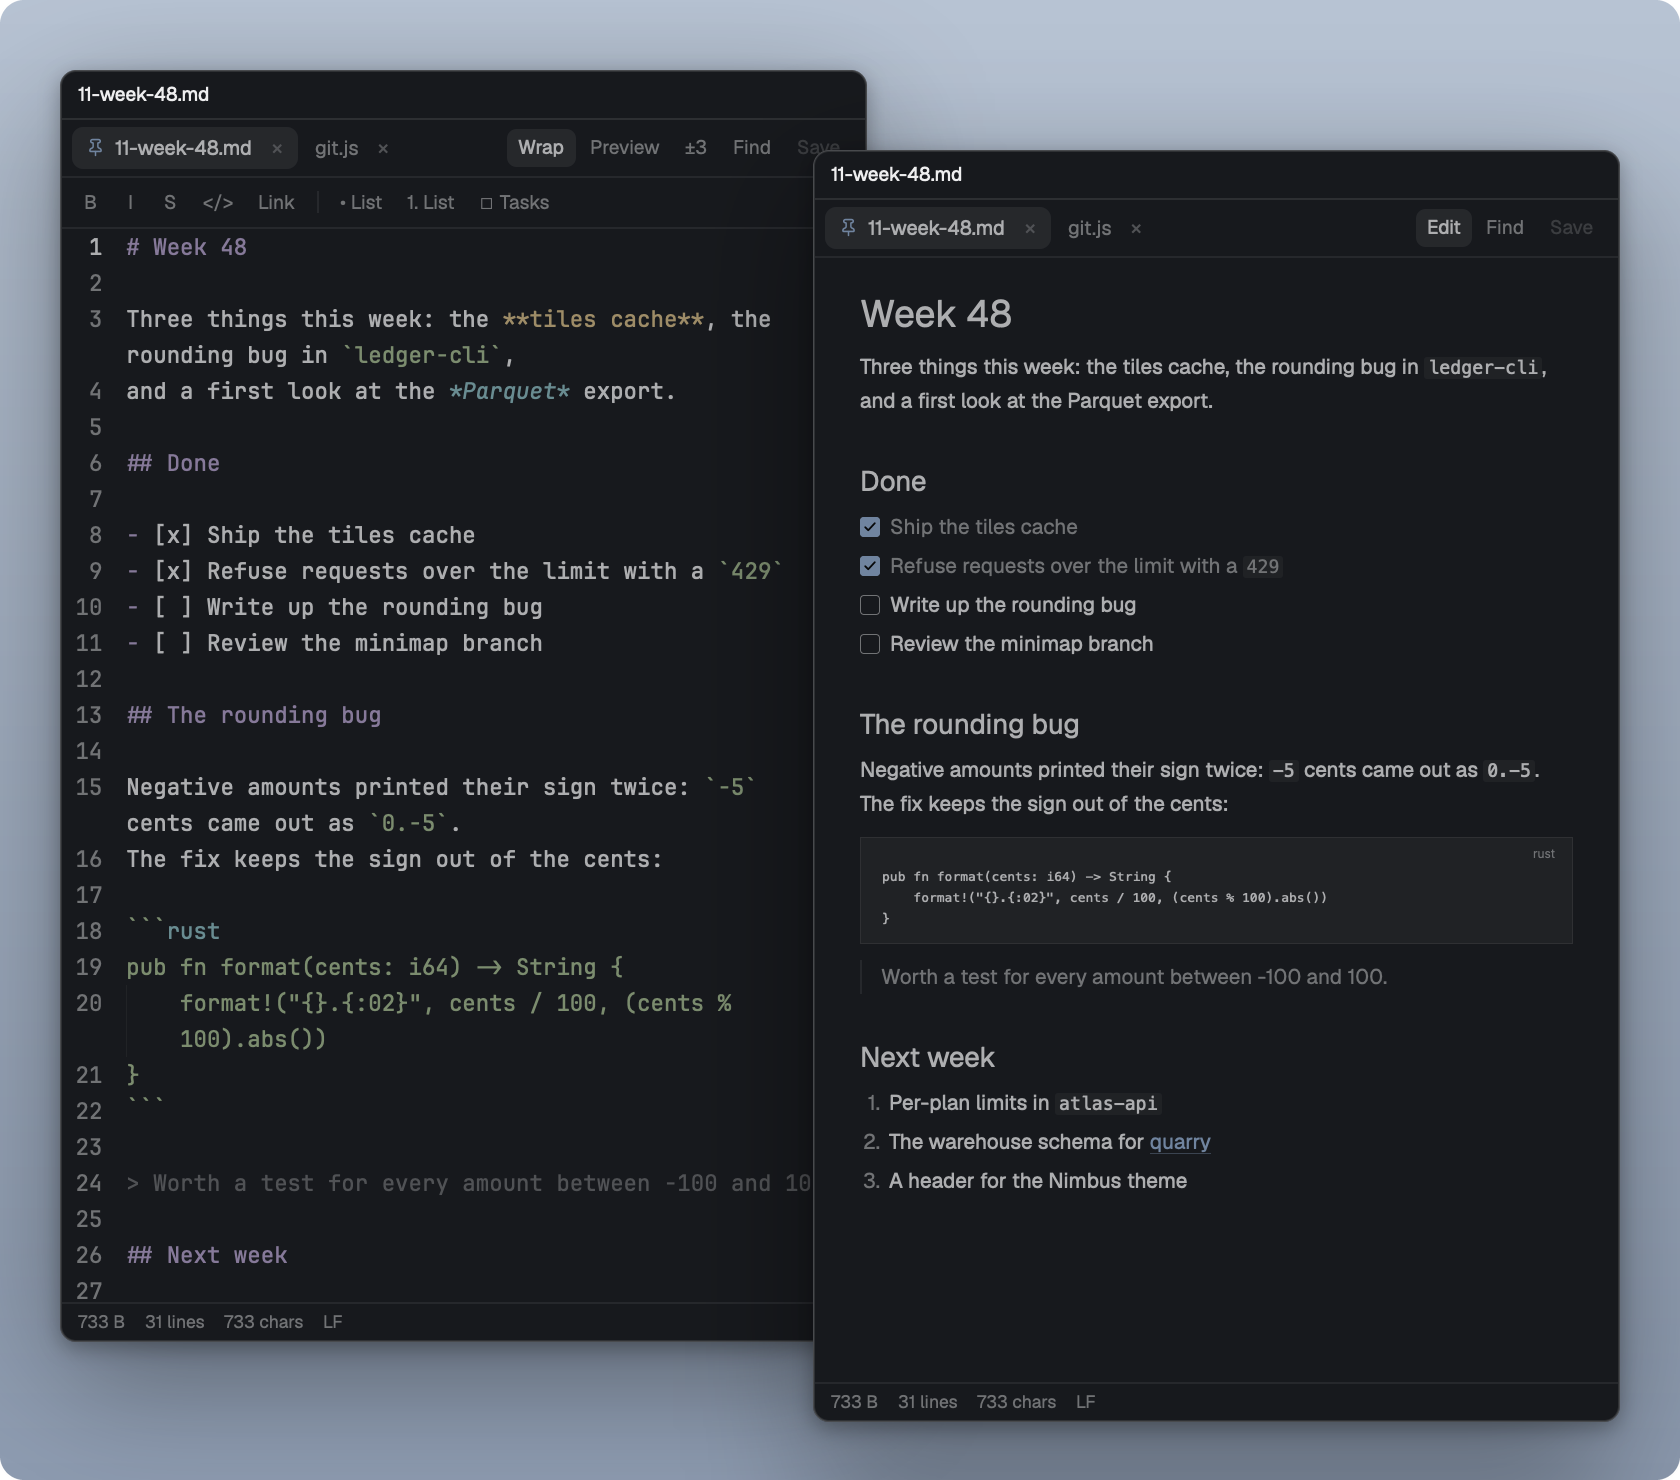 11-week-48.md
11-week-48.md × git.js × Wrap Preview ±3 Find Save
B I S </> Link • List 1. List □ Tasks
1 # Week 48
2
3 Three things this week: the **tiles cache**, the
rounding bug in `ledger-cli`,
4 and a first look at the *Parquet* export.
5
6 ## Done
7
8 - [x] Ship the tiles cache
9 - [x] Refuse requests over the limit with a `429`
10 - [ ] Write up the rounding bug
11 - [ ] Review the minimap branch
12
13 ## The rounding bug
14
15 Negative amounts printed their sign twice: `-5`
cents came out as `0.-5`.
16 The fix keeps the sign out of the cents:
17
18 ```rust
19 pub fn format(cents: i64) -> String {
20 format!("{}.{:02}", cents / 100, (cents %
100).abs())
21 }
22 ```
23
24 > Worth a test for every amount between -100 and 10
25
26 ## Next week
27
733 B 31 lines 733 chars LF
11-week-48.md
11-week-48.md × git.js × Edit Find Save
Week 48
Three things this week: the tiles cache, the rounding bug in ledger-cli,
and a first look at the Parquet export.
Done
Ship the tiles cache
Refuse requests over the limit with a 429
Write up the rounding bug
Review the minimap branch
The rounding bug
Negative amounts printed their sign twice: -5 cents came out as 0.-5.
The fix keeps the sign out of the cents:
rust
pub fn format(cents: i64) -> String {
format!("{}.{:02}", cents / 100, (cents % 100).abs())
}
Worth a test for every amount between -100 and 100.
Next week
1. Per-plan limits in atlas-api
2. The warehouse schema for quarry
3. A header for the Nimbus theme
733 B 31 lines 733 chars LF